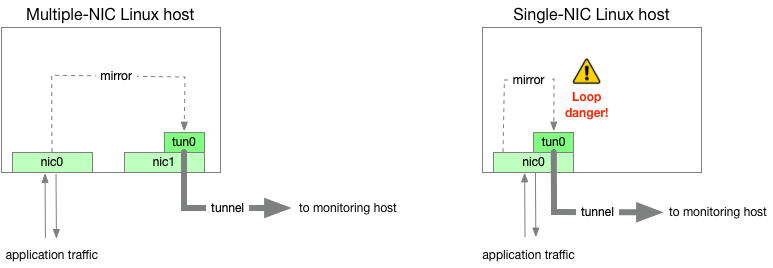 Multiple-NIC Linux host
mirror
tun0
nic0
nic1
tunnel
to monitoring host
application traffic
Single-NIC Linux host
mirror
Loop
danger!
tun0
nic0
tunnel
to monitoring host
application traffic